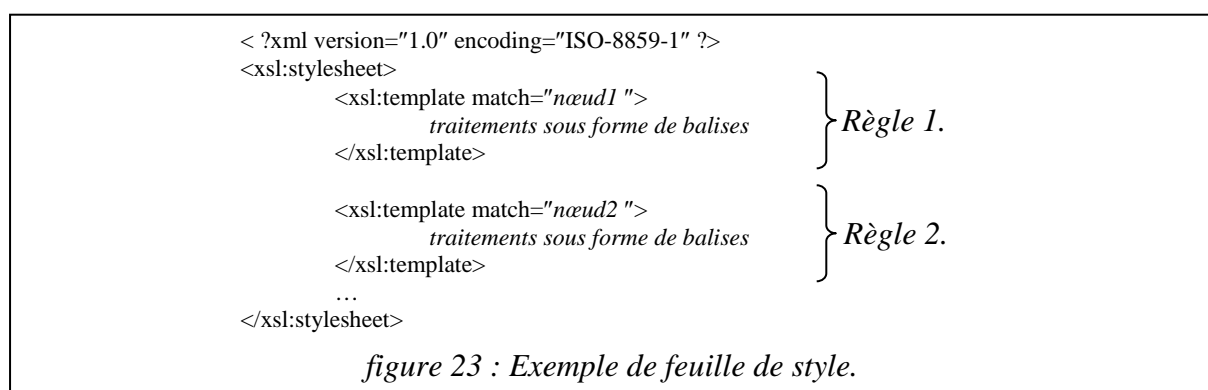 < ?xml version="1.0" encoding="ISO-8859-1" ?>
<xsl:stylesheet>
<xsl:template match="nœud1 ">
traitements sous forme de balises
</xsl:template>
Règle 1.
<xsl:template match="nœud2 ">
traitements sous forme de balises
</xsl:template>
Règle 2.
…
</xsl:stylesheet>
figure 23 : Exemple de feuille de style.